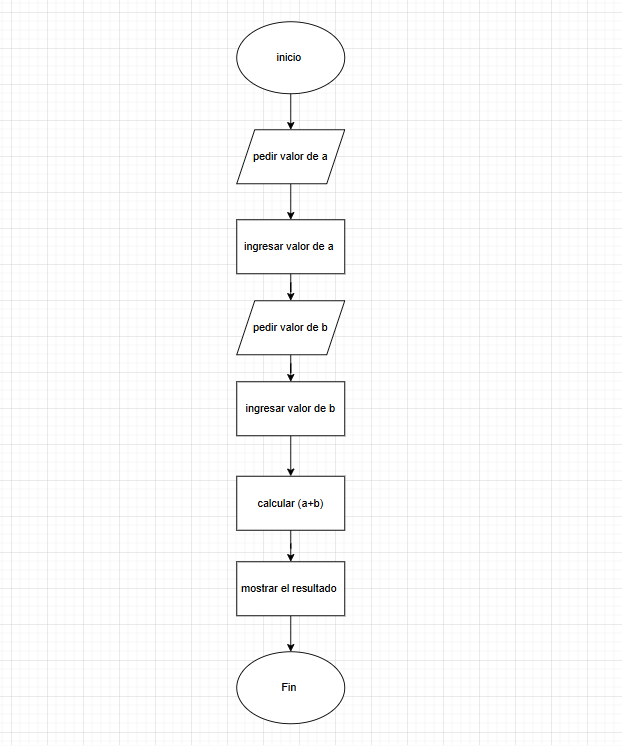 inicio
pedir valor de a
ingresar valor de a
pedir valor de b
ingresar valor de b
calcular (a+b)
mostrar el resultado
Fin